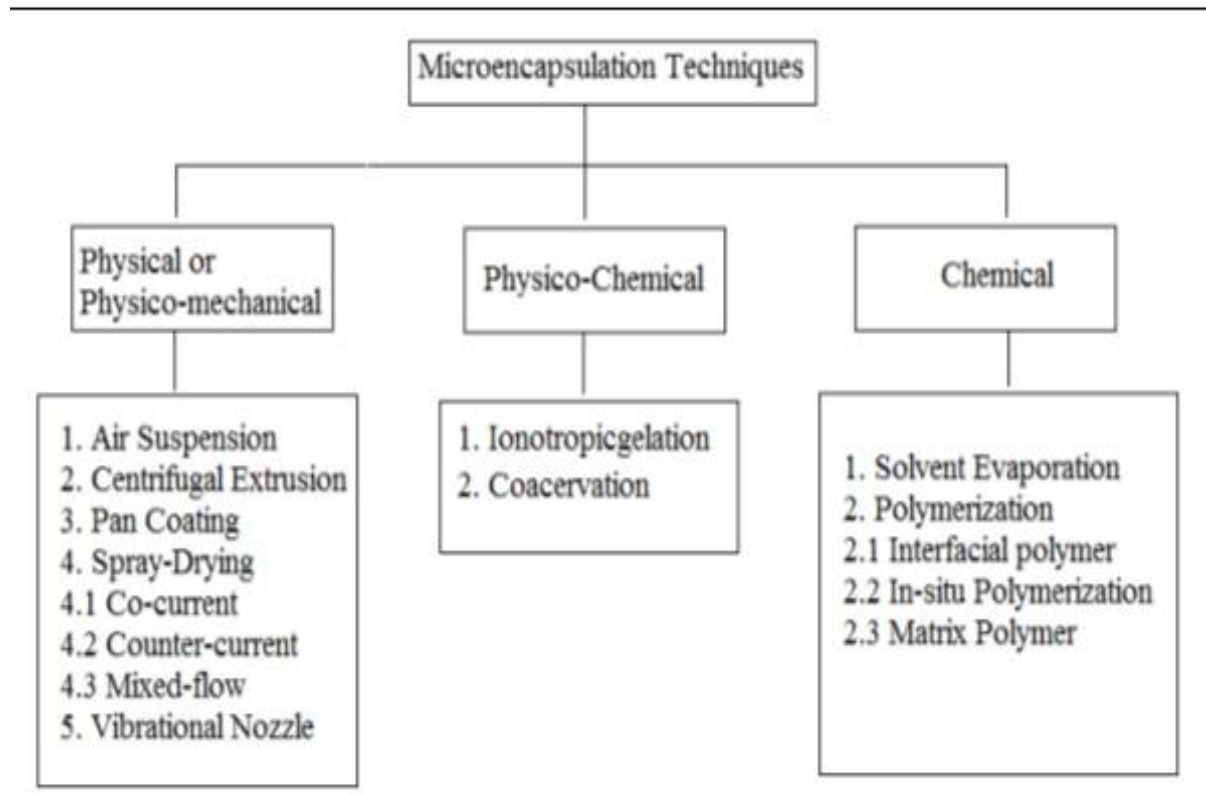 Microencapsulation Techniques
Physical or
Physico-mechanical
Physico-Chemical
Chemical
1. Air Suspension
2. Centrifugal Extrusion
3. Pan Coating
4. Spray-Drying
4.1 Co-current
4.2 Counter-current
4.3 Mixed-flow
5. Vibrational Nozzle
1. Ionotropicgelation
2. Coacervation
1. Solvent Evaporation
2. Polymerization
2.1 Interfacial polymer
2.2 In-situ Polymerization
2.3 Matrix Polymer